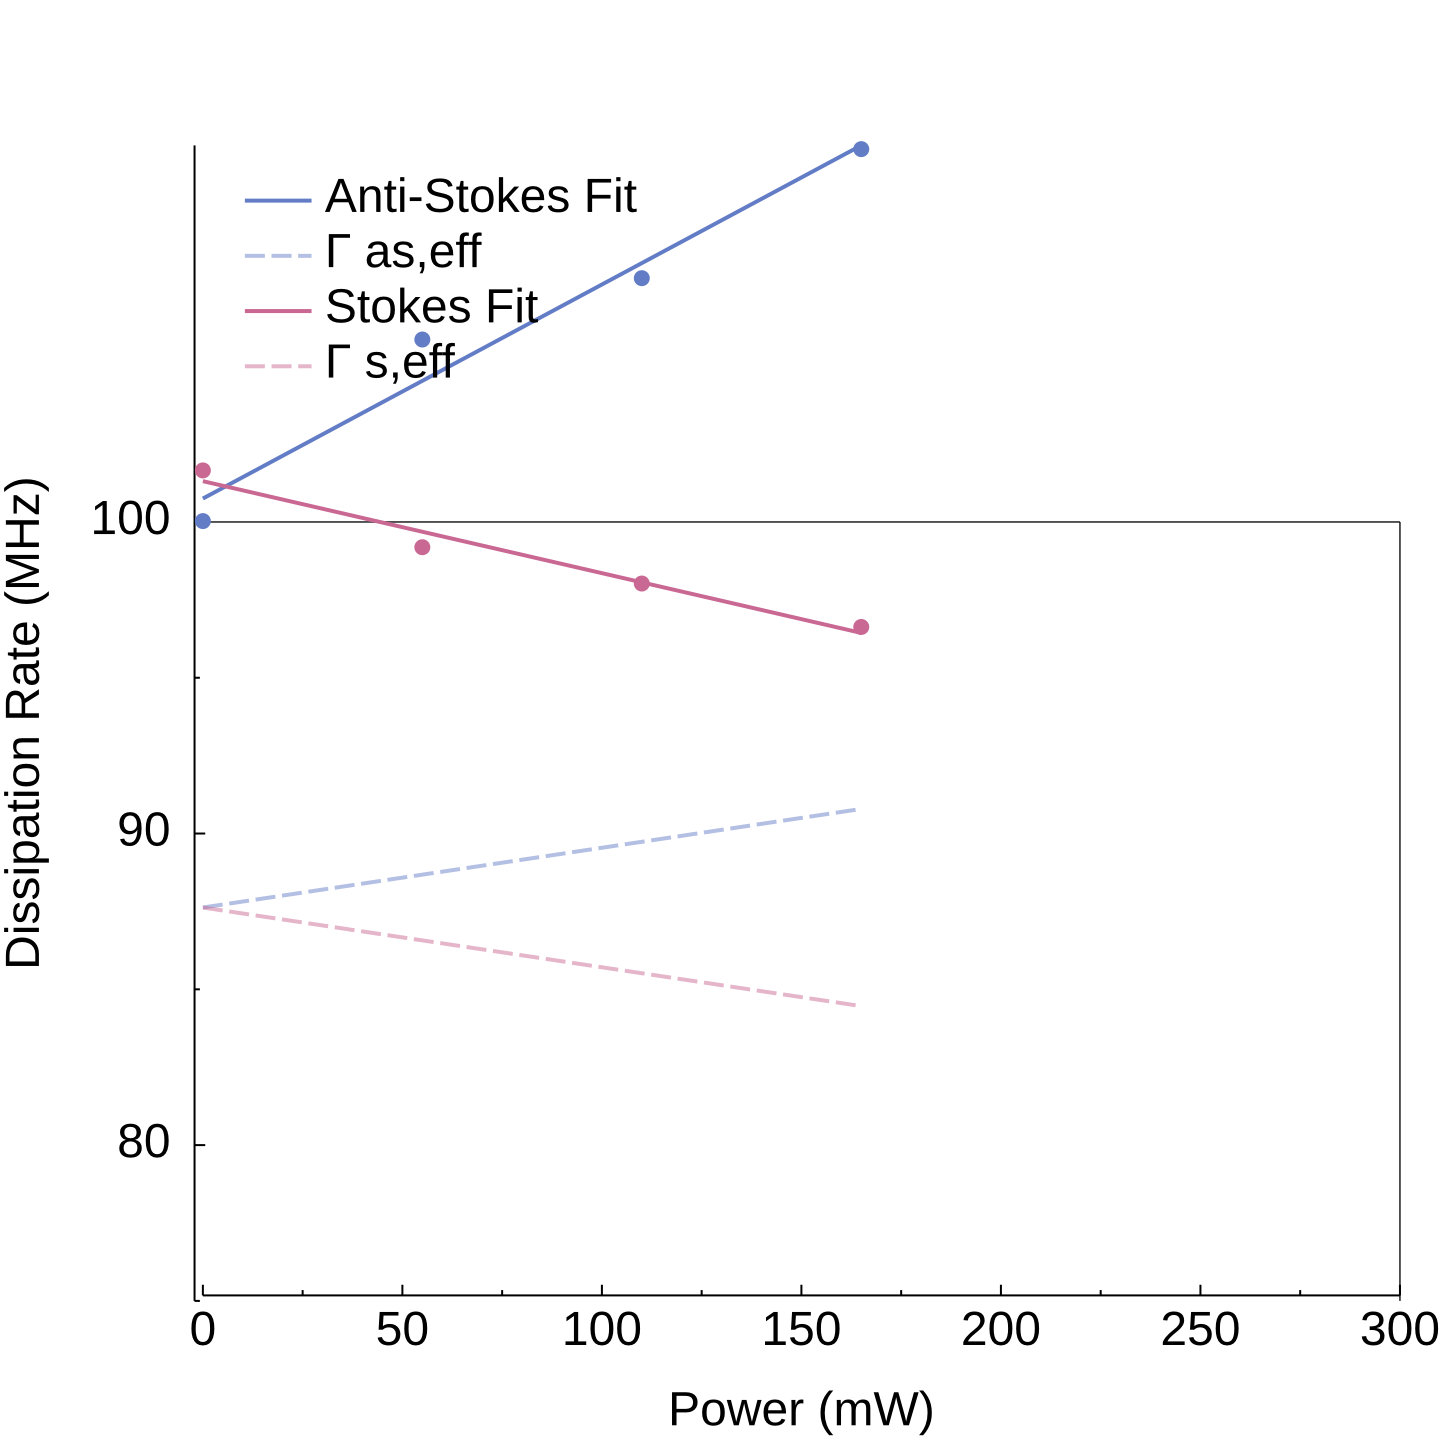 Anti-Stokes Fit
Γ as,eff
Stokes Fit
Γ s,eff
Dissipation Rate (MHz)
100
90
80
0 50 100 150 200 250 300
Power (mW)